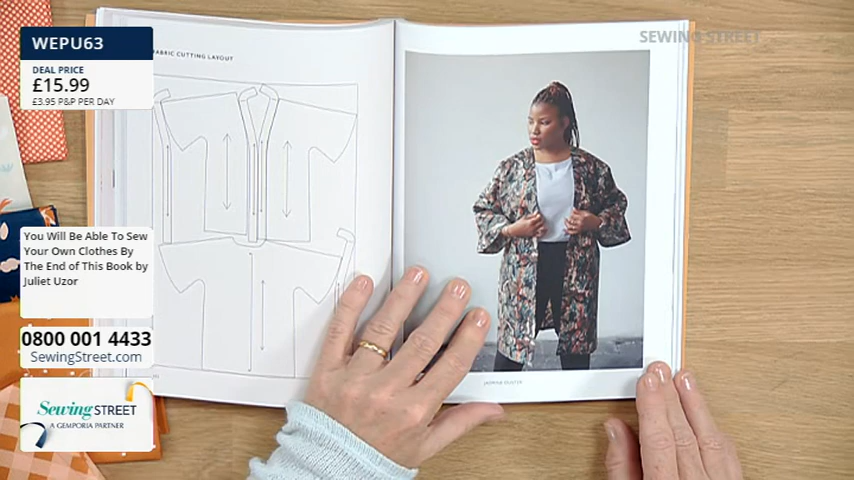 WEPU63
DEAL PRICE
£15.99
£3.95 P&P PER DAY
You Will Be Able To Sew
Your Own Clothes By
The End of This Book by
Juliet Uzor
0800 001 4433
SewingStreet.com
Sewing STREET
A GEMPORIA PARTNER
FABRIC CUTTING LAYOUT
SEWING STREET